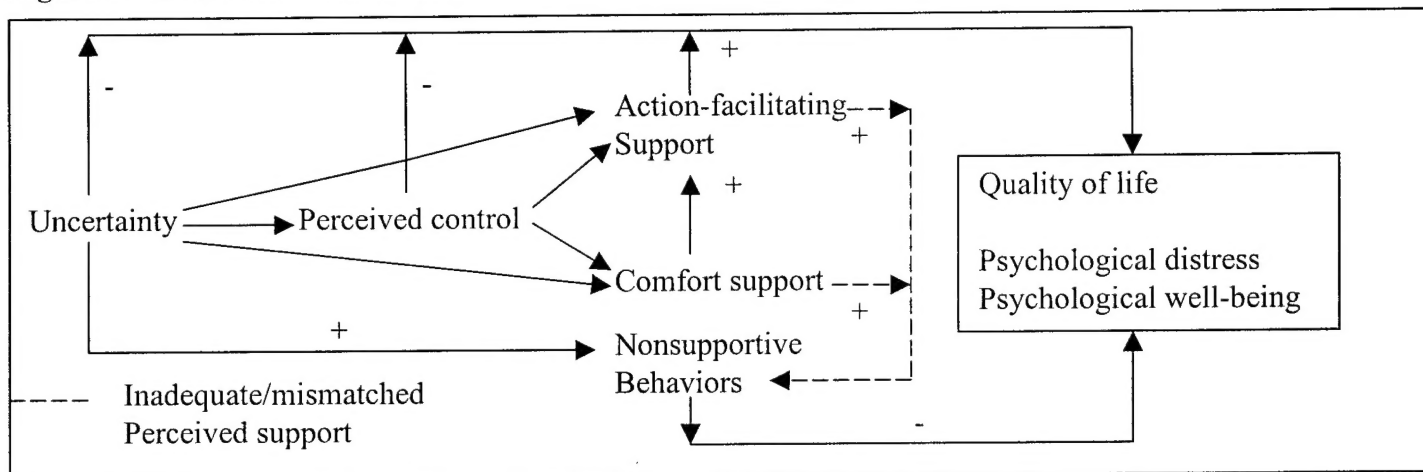 +
-
-
Action-facilitating
+
Support
+
Quality of life
Uncertainty
Perceived control
Psychological distress
Comfort support
Psychological well-being
+
+
Nonsupportive
Behaviors
Inadequate/mismatched
Perceived support
-